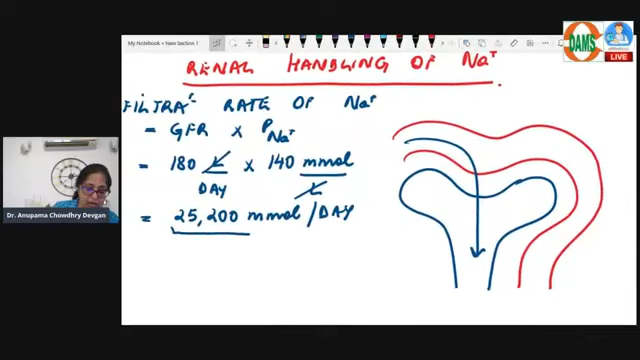 My Notebook • New Section 1
DAMS
LIVE
RENAL HANDLING OF Na+
FILTRAN RATE OF Na+
= GFR × PNa+
= 180 L/DAY × 140 mmol/L
= 25,200 mmol/DAY
Dr. Anupama Chowdhry Devgan